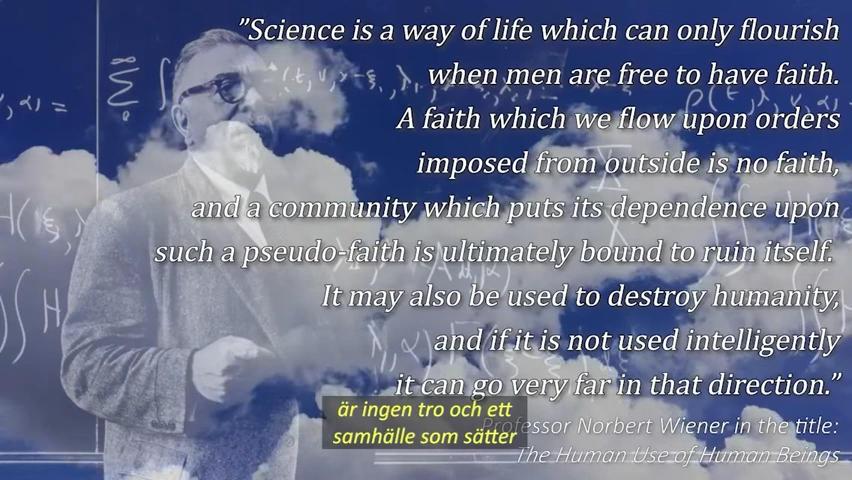 ”Science is a way of life which can only flourish
when men are free to have faith.
A faith which we flow upon orders
imposed from outside is no faith,
and a community which puts its dependence upon
such a pseudo-faith is ultimately bound to ruin itself.
It may also be used to destroy humanity,
and if it is not used intelligently
it can go very far in that direction.”
är ingen tro och ett
samhälle som sätter
Professor Norbert Wiener in the title:
The Human Use of Human Beings